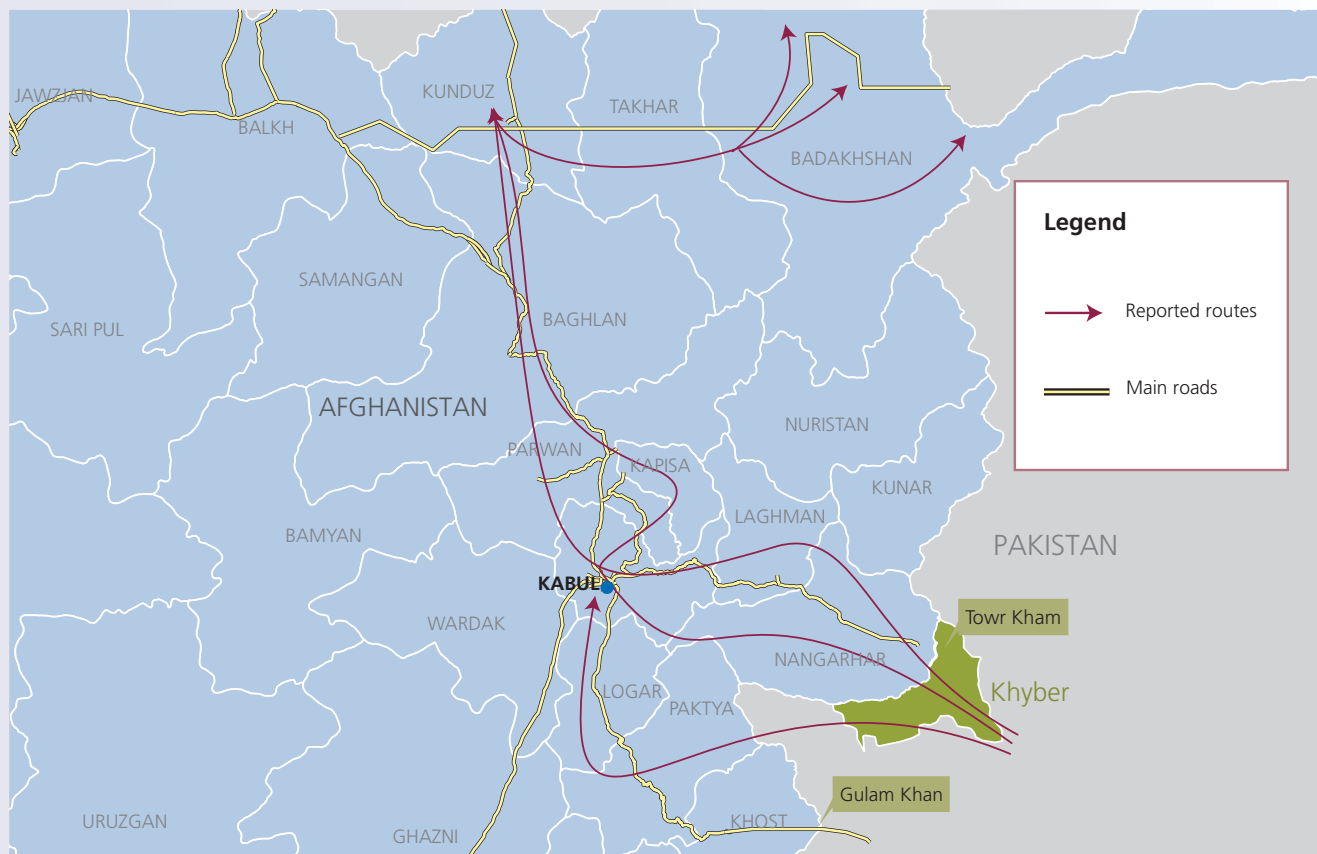 JAWZJAN
BALKH
KUNDUZ
TAKHAR
BADAKHSHAN
Legend
Reported routes
Main roads
SAMANGAN
SARI PUL
BAGHLAN
AFGHANISTAN
NURISTAN
PARWAN
KAPISA
KUNAR
LAGHMAN
BAMYAN
PAKISTAN
KABUL
WARDAK
Towr Kham
NANGARHAR
LOGAR
Khyber
PAKTYA
Gulam Khan
URUZGAN
KHOST
GHAZNI